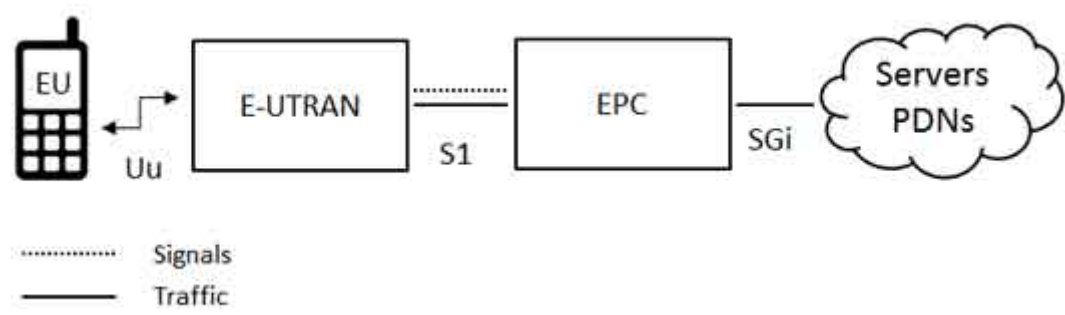 EU
Uu
E-UTRAN
S1
EPC
SGi
Servers
PDNs
Signals
Traffic